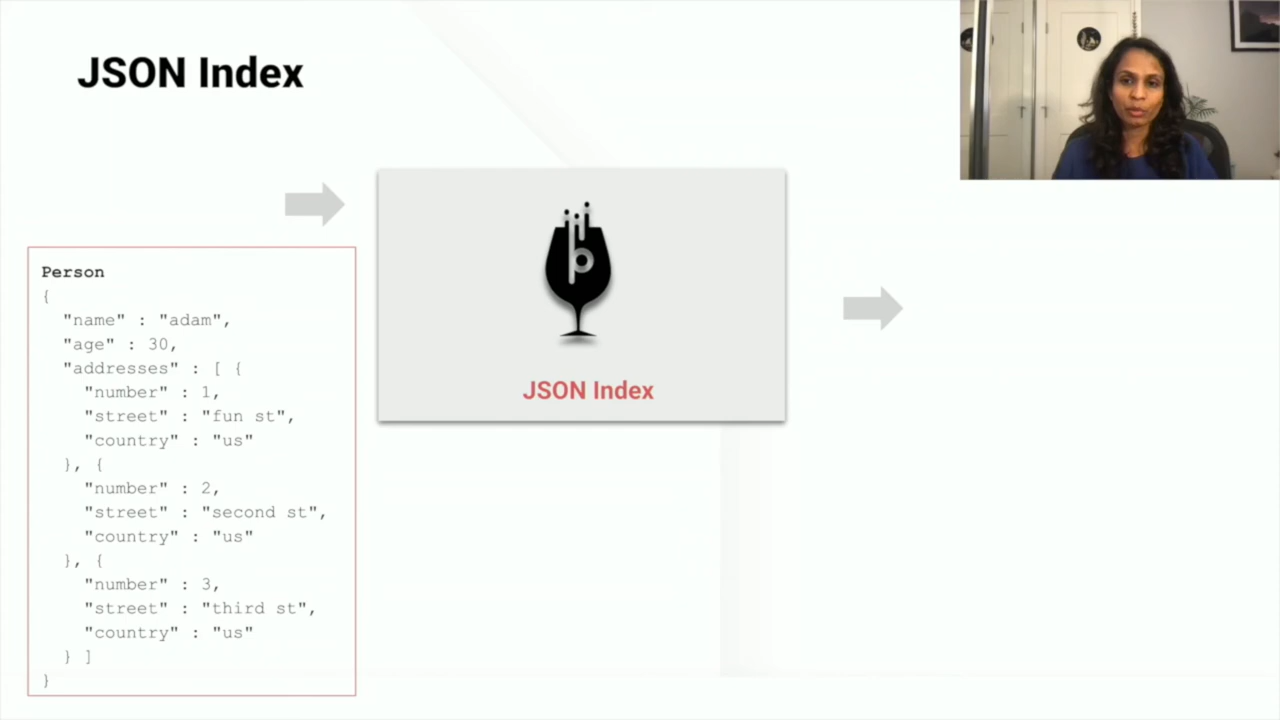 JSON Index
Person
{
"name" : "adam",
"age" : 30,
"addresses" : [ {
"number" : 1,
"street" : "fun st",
"country" : "us"
}, {
"number" : 2,
"street" : "second st",
"country" : "us"
}, {
"number" : 3,
"street" : "third st",
"country" : "us"
} ]
}
JSON Index